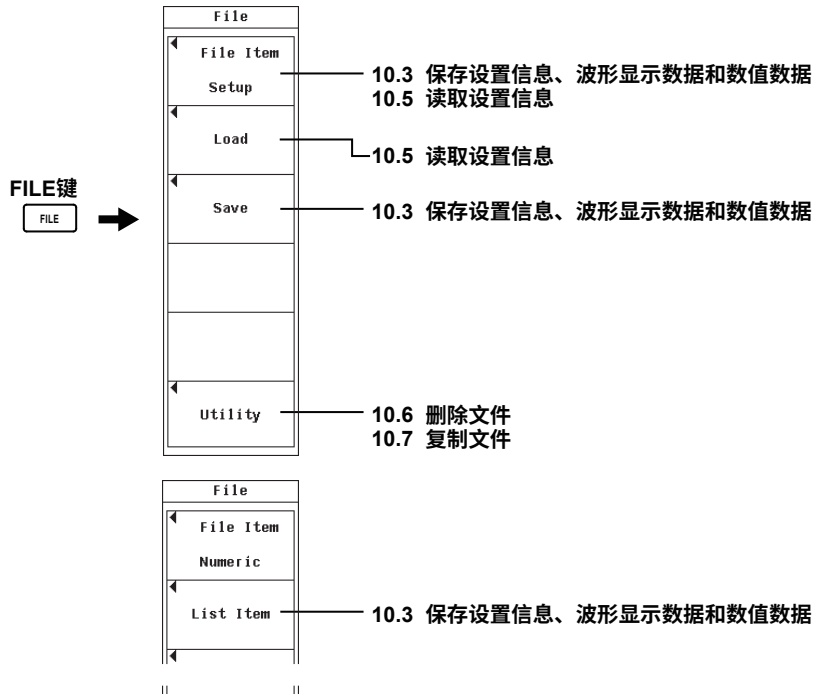 File
File Item
Setup
10.3 保存设置信息、波形显示数据和数值数据
10.5 读取设置信息
Load
10.5 读取设置信息
FILE键
FILE
Save
10.3 保存设置信息、波形显示数据和数值数据
Utility
10.6 删除文件
10.7 复制文件
File
File Item
Numeric
List Item
10.3 保存设置信息、波形显示数据和数值数据